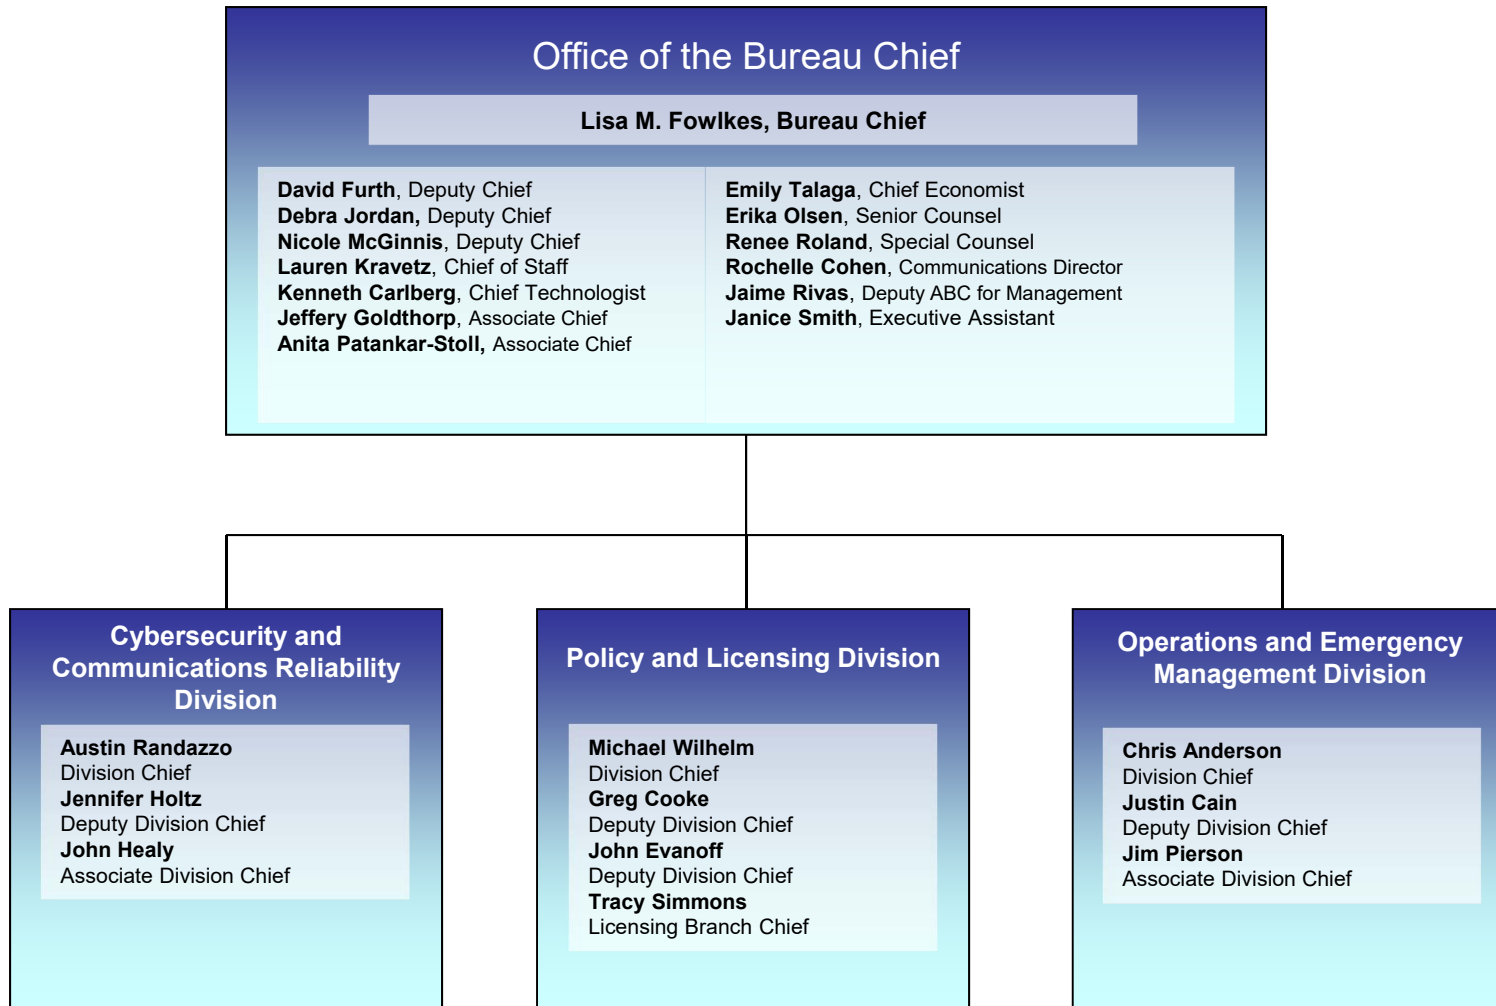 Office of the Bureau Chief
Lisa M. Fowlkes, Bureau Chief
David Furth, Deputy Chief
Debra Jordan, Deputy Chief
Nicole McGinnis, Deputy Chief
Lauren Kravetz, Chief of Staff
Kenneth Carlberg, Chief Technologist
Jeffery Goldthorp, Associate Chief
Anita Patankar-Stoll, Associate Chief
Emily Talaga, Chief Economist
Erika Olsen, Senior Counsel
Renee Roland, Special Counsel
Rochelle Cohen, Communications Director
Jaime Rivas, Deputy ABC for Management
Janice Smith, Executive Assistant
Cybersecurity and
Communications Reliability
Division
Austin Randazzo
Division Chief
Jennifer Holtz
Deputy Division Chief
John Healy
Associate Division Chief
Policy and Licensing Division
Michael Wilhelm
Division Chief
Greg Cooke
Deputy Division Chief
John Evanoff
Deputy Division Chief
Tracy Simmons
Licensing Branch Chief
Operations and Emergency
Management Division
Chris Anderson
Division Chief
Justin Cain
Deputy Division Chief
Jim Pierson
Associate Division Chief